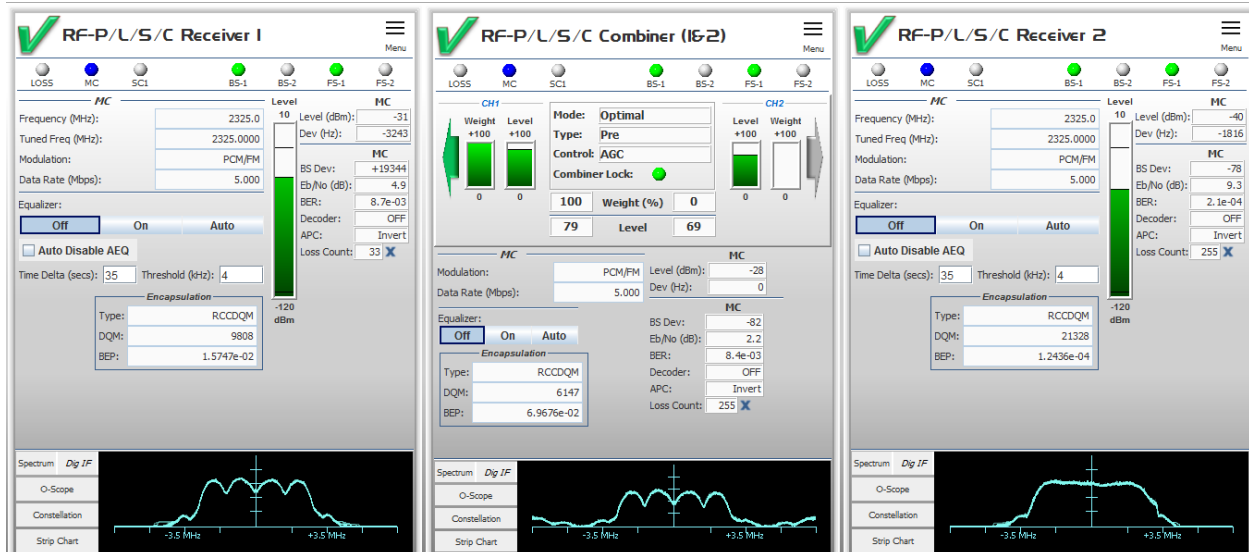 RF-P/L/S/C Receiver 1
Menu
LOSS MC SC1 BS-1 BS-2 FS-1 FS-2
MC
Frequency (MHz): 2325.0
Tuned Freq (MHz): 2325.0000
Modulation: PCM/FM
Data Rate (Mbps): 5.000
Equalizer:
Off On Auto
Auto Disable AEQ
Time Delta (secs): 35 Threshold (kHz): 4
Encapsulation
Type: RCCDQM
DQM: 9808
BEP: 1.5747e-02
Level
10
-120
dBm
MC
Level (dBm): -31
Dev (Hz): -3243
MC
BS Dev: +19344
Eb/No (dB): 4.9
BER: 8.7e-03
Decoder: OFF
APC: Invert
Loss Count: 33 X
Spectrum Dig IF
O-Scope
Constellation
Strip Chart
-3.5 MHz +3.5 MHz
RF-P/L/S/C Combiner (1&2)
Menu
LOSS MC SC1 BS-1 BS-2 FS-1 FS-2
CH1
Weight Level
+100 +100
0 0
Mode: Optimal
Type: Pre
Control: AGC
Combiner Lock:
100 Weight (%) 0
79 Level 69
CH2
Level Weight
+100 +100
0 0
MC
Modulation: PCM/FM
Data Rate (Mbps): 5.000
Equalizer:
Off On Auto
Encapsulation
Type: RCCDQM
DQM: 6147
BEP: 6.9676e-02
MC
Level (dBm): -28
Dev (Hz): 0
MC
BS Dev: -82
Eb/No (dB): 2.2
BER: 8.4e-03
Decoder: OFF
APC: Invert
Loss Count: 255 X
Spectrum Dig IF
O-Scope
Constellation
Strip Chart
-3.5 MHz +3.5 MHz
RF-P/L/S/C Receiver 2
Menu
LOSS MC SC1 BS-1 BS-2 FS-1 FS-2
MC
Frequency (MHz): 2325.0
Tuned Freq (MHz): 2325.0000
Modulation: PCM/FM
Data Rate (Mbps): 5.000
Equalizer:
Off On Auto
Auto Disable AEQ
Time Delta (secs): 35 Threshold (kHz): 4
Encapsulation
Type: RCCDQM
DQM: 21328
BEP: 1.2436e-04
Level
10
-120
dBm
MC
Level (dBm): -40
Dev (Hz): -1816
MC
BS Dev: -78
Eb/No (dB): 9.3
BER: 2.1e-04
Decoder: OFF
APC: Invert
Loss Count: 255 X
Spectrum Dig IF
O-Scope
Constellation
Strip Chart
-3.5 MHz +3.5 MHz